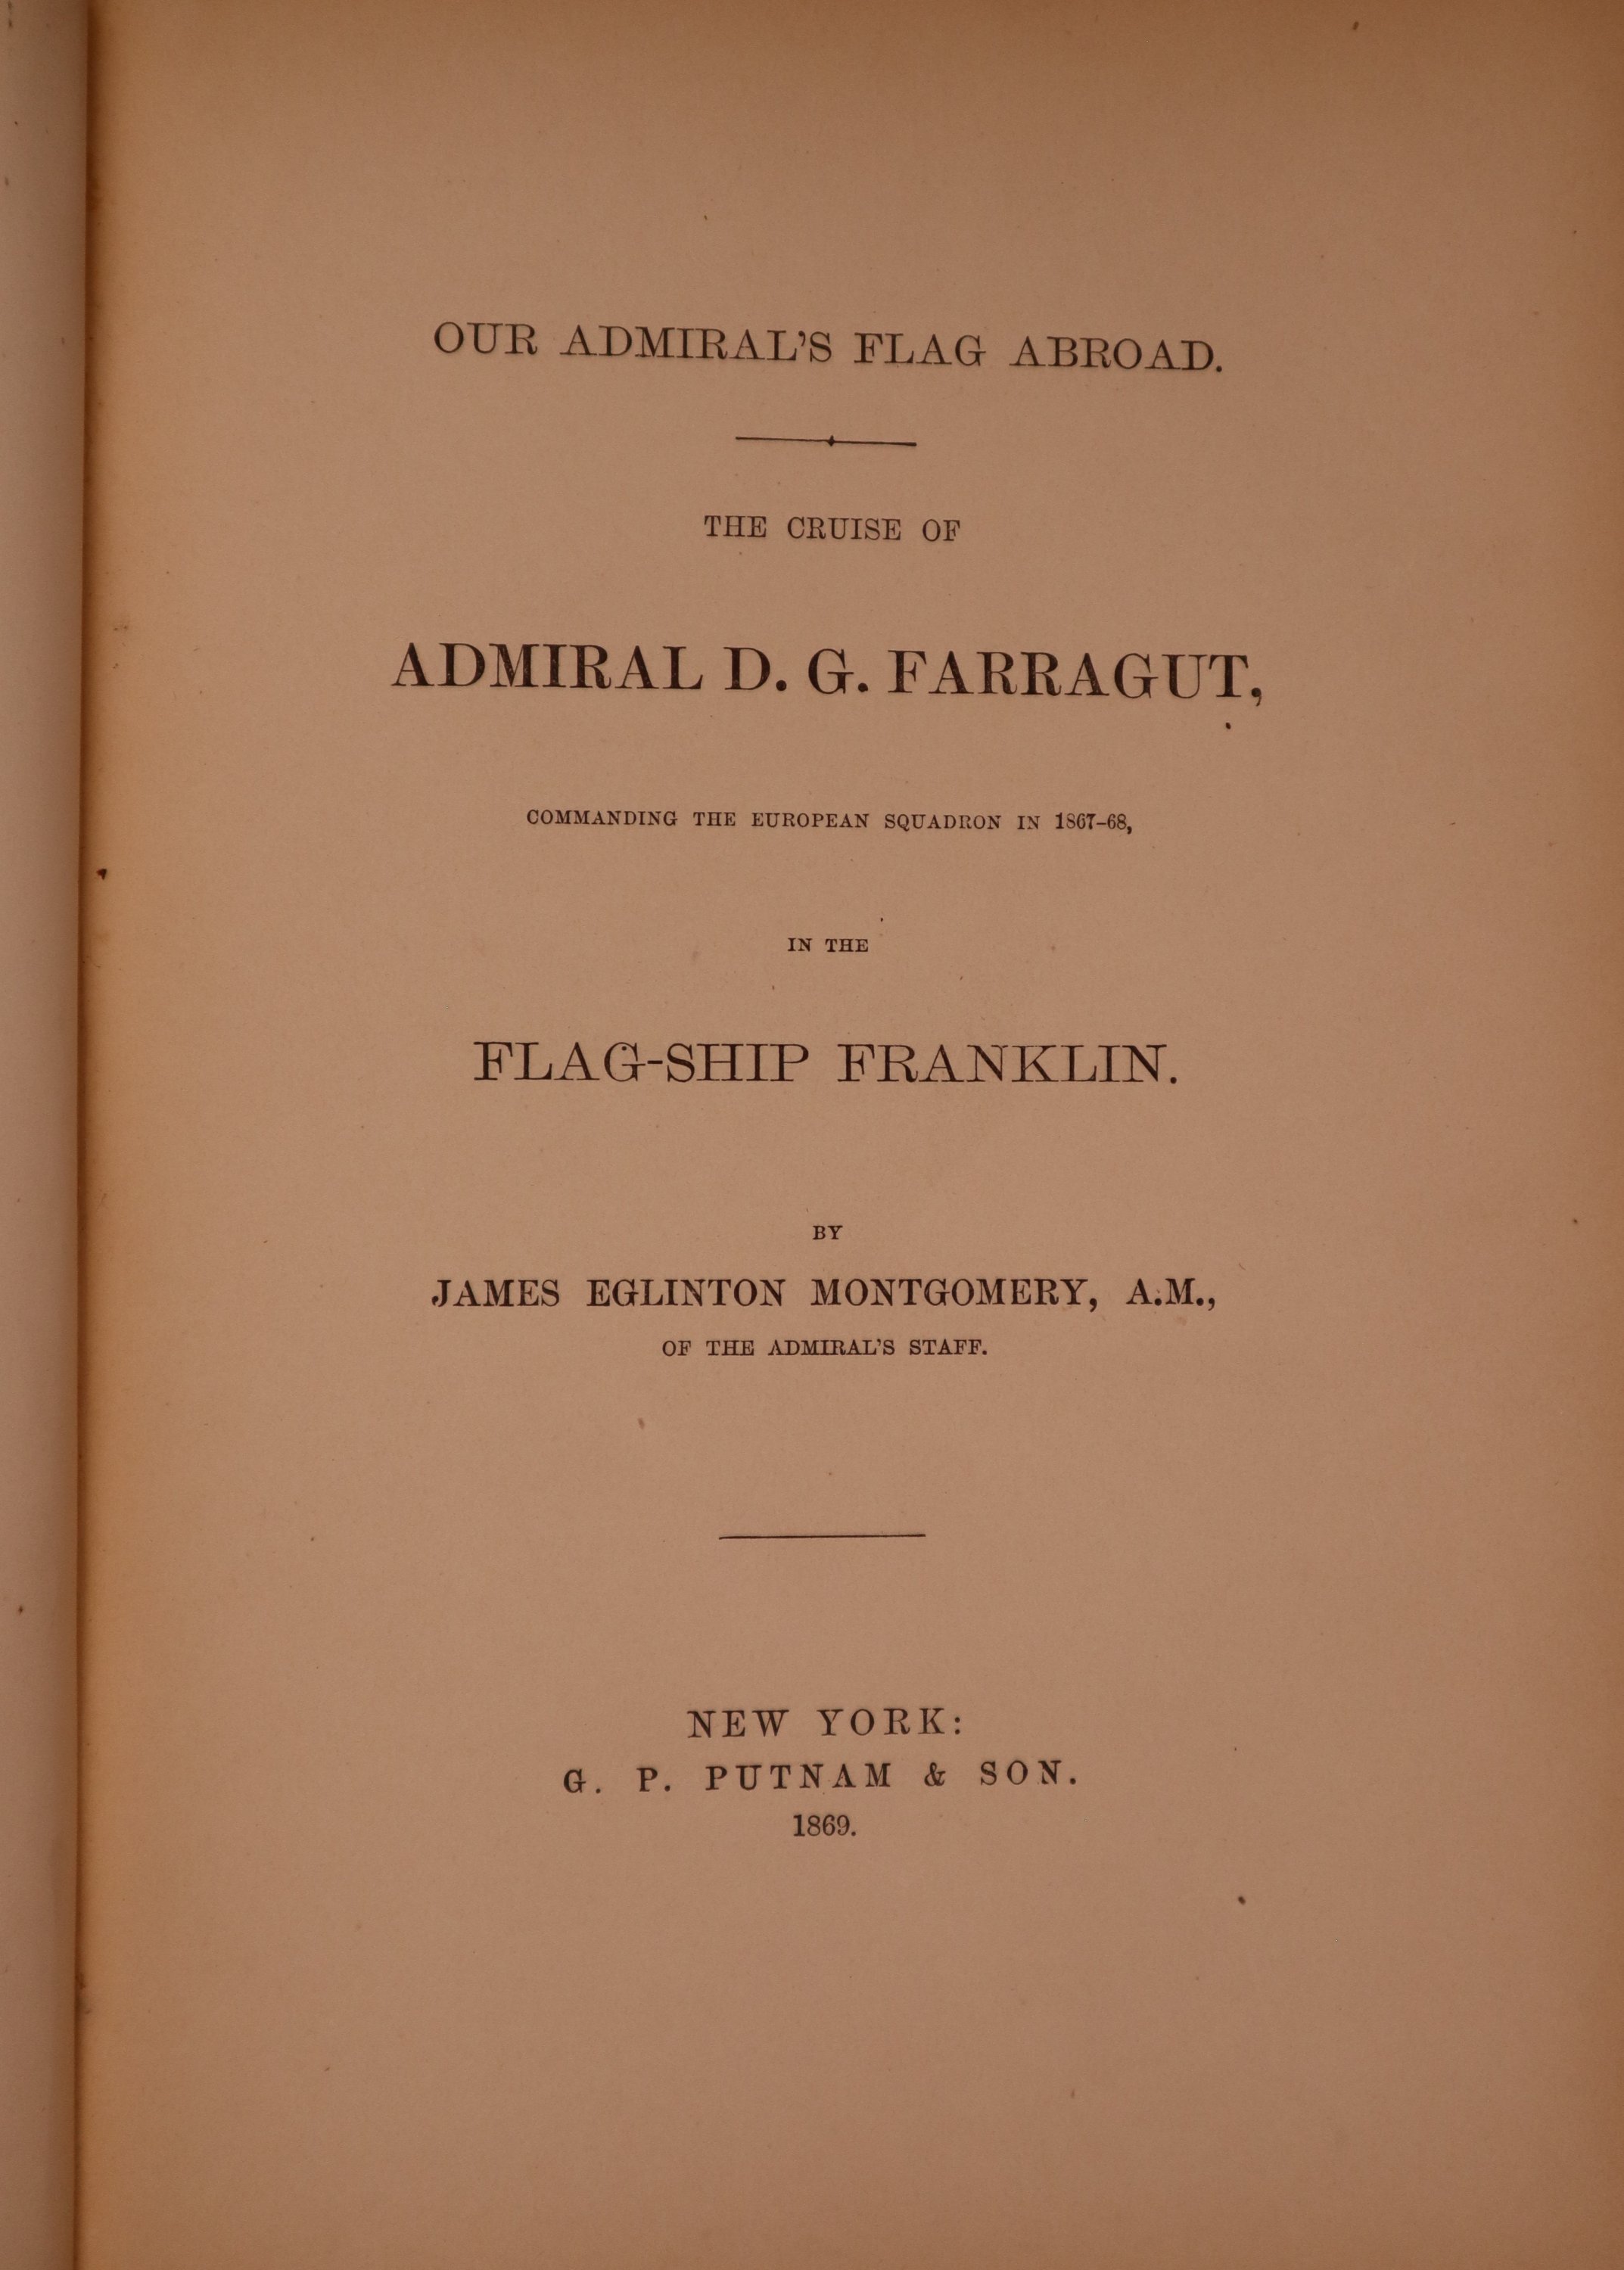 OUR ADMIRAL'S FLAG ABROAD.
THE CRUISE OF
ADMIRAL D. G. FARRAGUT,
COMMANDING THE EUROPEAN SQUADRON IN 1867–68,
IN THE
FLAG-SHIP FRANKLIN.
BY
JAMES EGLINTON MONTGOMERY, A.M.,
OF THE ADMIRAL'S STAFF.
NEW YORK:
G. P. PUTNAM & SON.
1869.